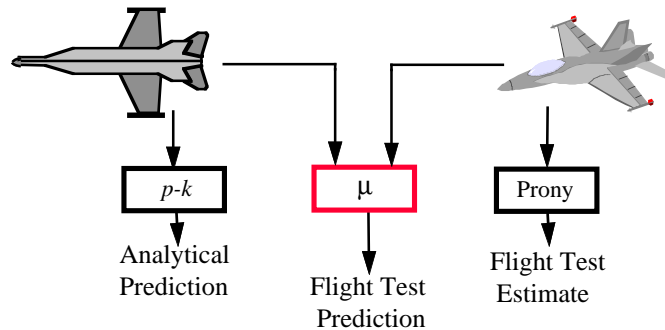 p-k
μ
Prony
Analytical
Prediction
Flight Test
Prediction
Flight Test
Estimate